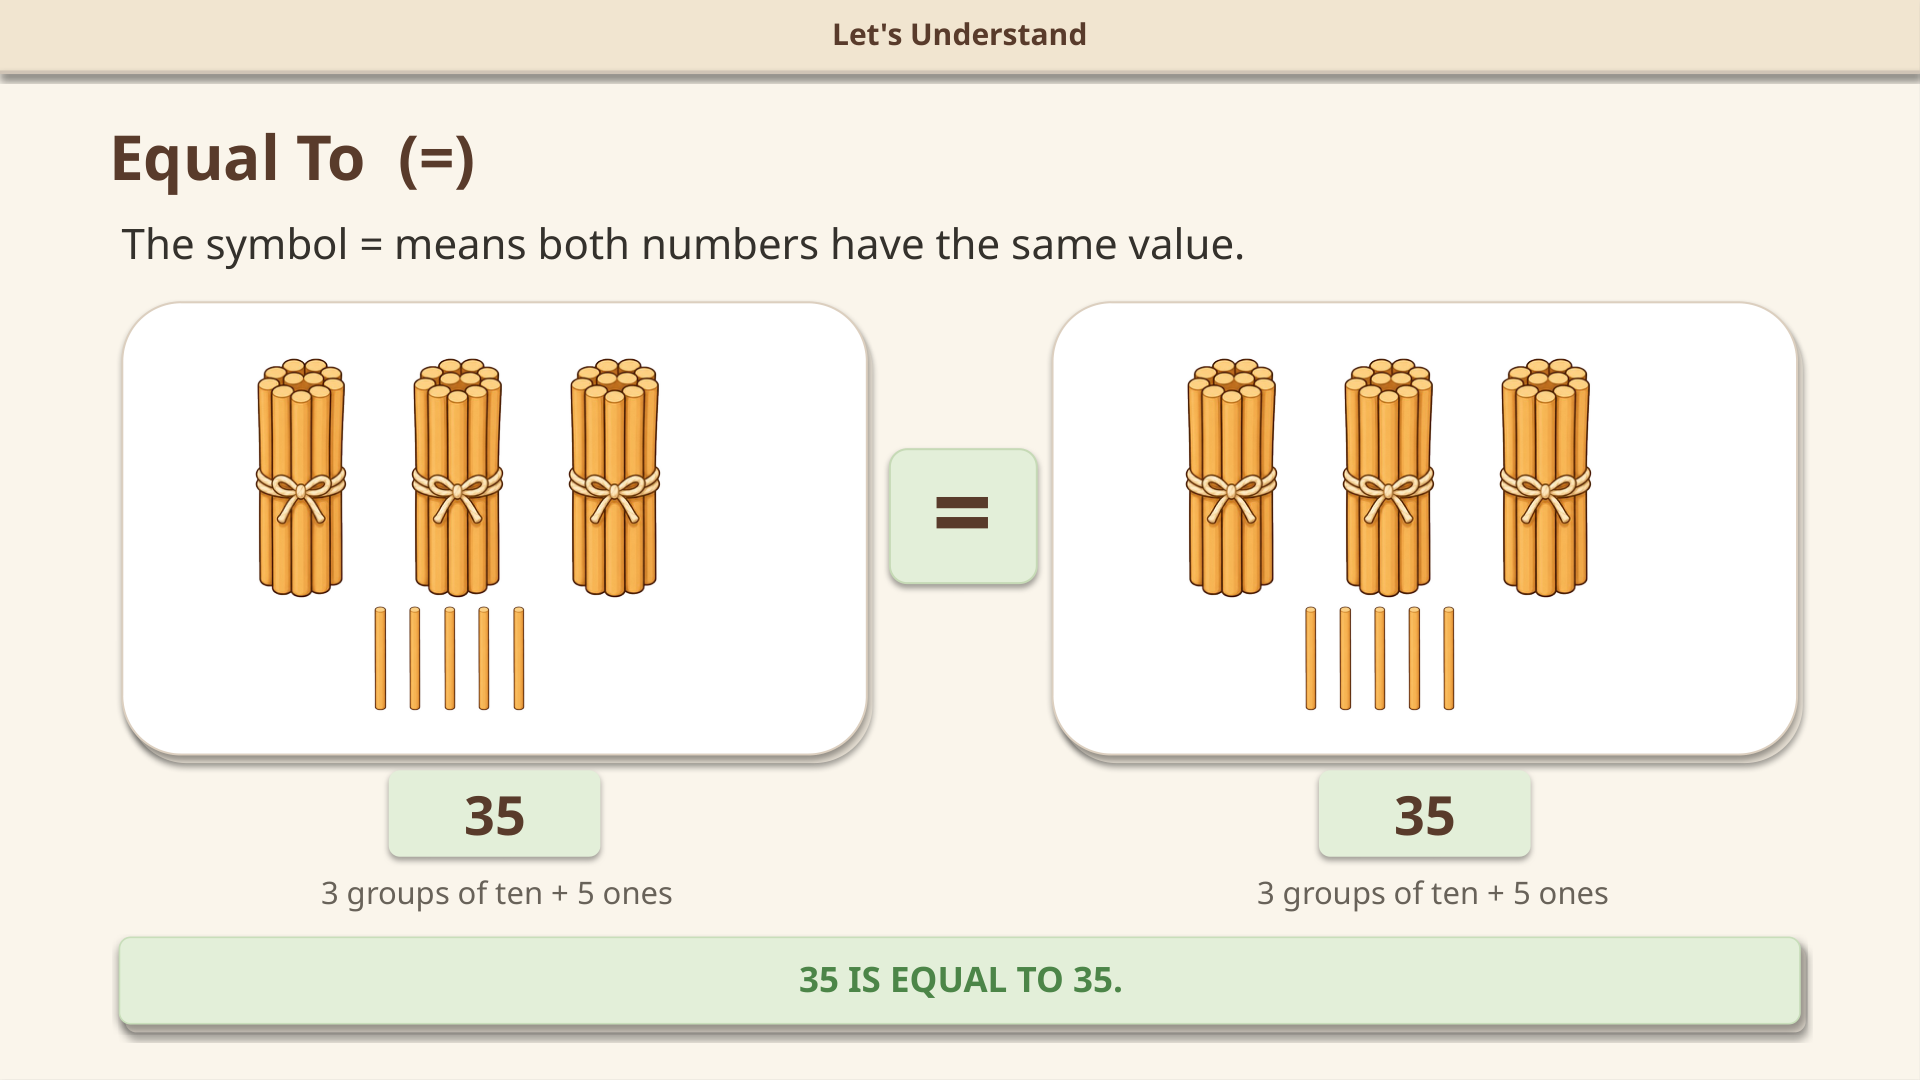 Let's Understand
Equal To (=)
The symbol = means both numbers have the same value.
=
35
35
3 groups of ten + 5 ones
3 groups of ten + 5 ones
35 IS EQUAL TO 35.